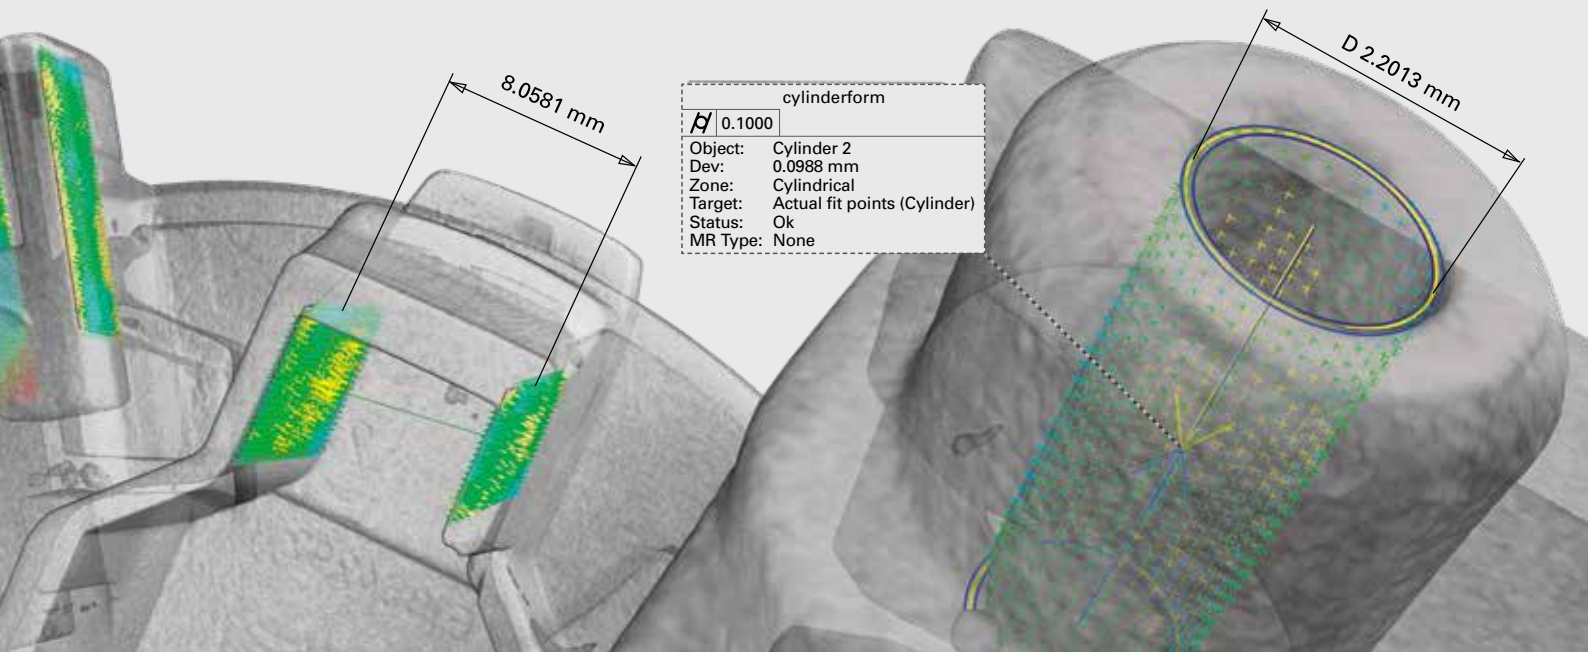 8.0581 mm
cylinderform
0.1000
Object: Cylinder 2
Dev: 0.0988 mm
Zone: Cylindrical
Target: Actual fit points (Cylinder)
Status: Ok
MR Type: None
D 2.2013 mm